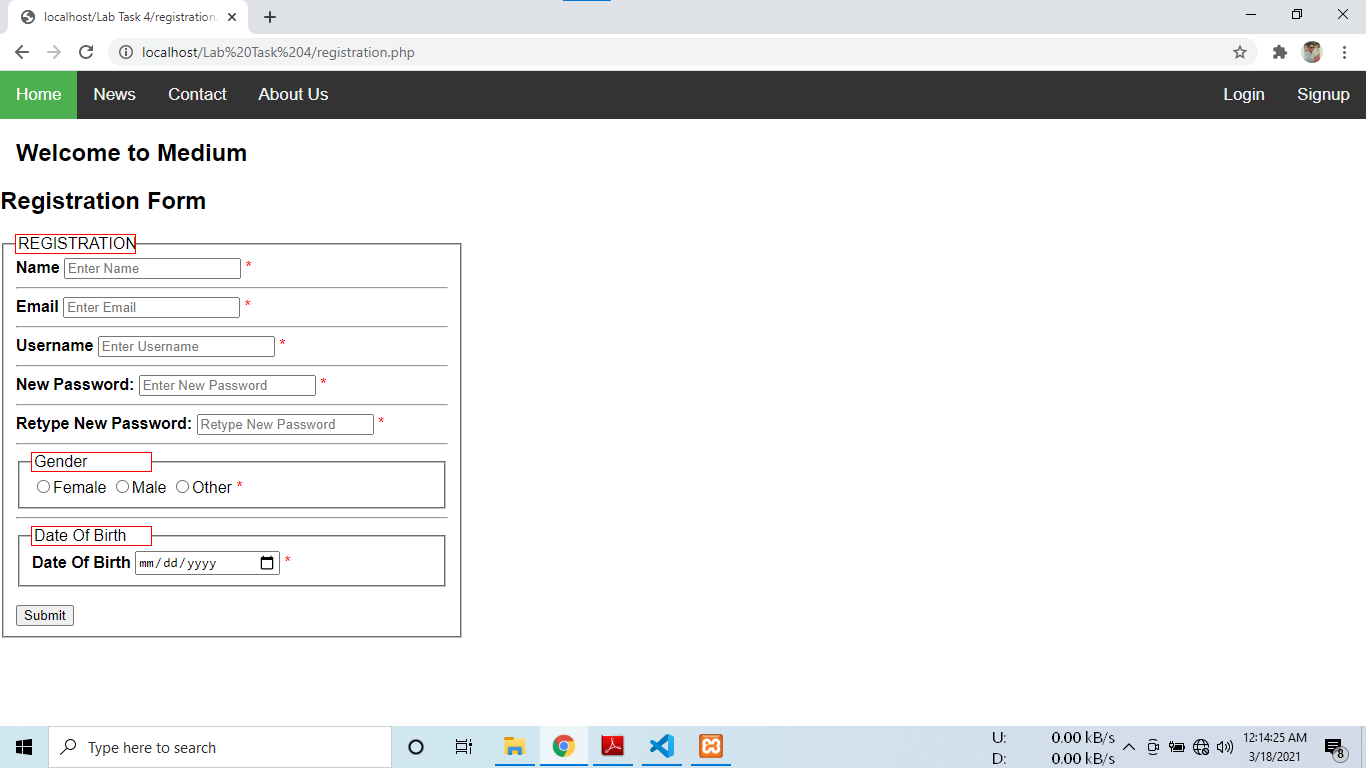 localhost/Lab Task 4/registration.
localhost/Lab%20Task%204/registration.php
Home News Contact About Us Login Signup
Welcome to Medium
Registration Form
REGISTRATION
Name Enter Name *
Email Enter Email *
Username Enter Username *
New Password: Enter New Password *
Retype New Password: Retype New Password *
Gender
Female Male Other *
Date Of Birth
Date Of Birth mm/dd/yyyy *
Submit
Type here to search
U: 0.00 kB/s
D: 0.00 kB/s
12:14:25 AM
3/18/2021
8